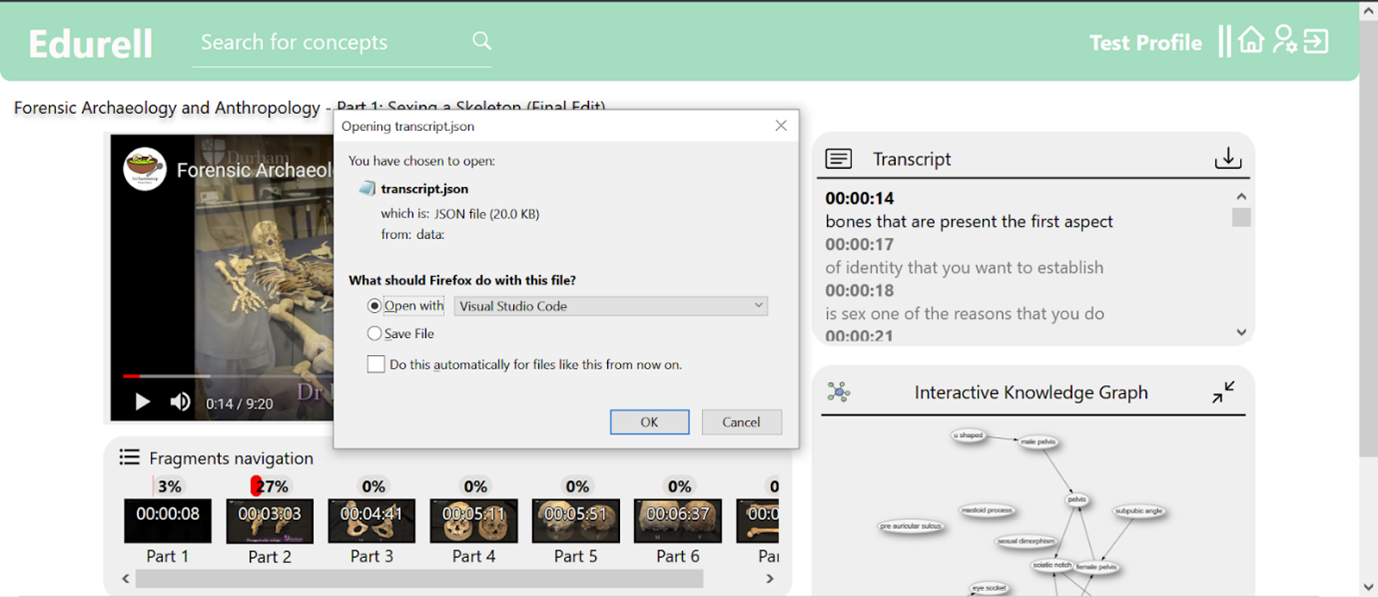 Edurell
Search for concepts
Test Profile
Forensic Archaeology and Anthropology - Part 1: Sexing a Skeleton (Final Edit)
Durham
Forensic Archaeol
0:14 / 9:20
Opening transcript.json
You have chosen to open:
transcript.json
which is: JSON file (20.0 KB)
from: data:
What should Firefox do with this file?
Open with
Visual Studio Code
Save File
Do this automatically for files like this from now on.
OK
Cancel
Transcript
00:00:14
bones that are present the first aspect
00:00:17
of identity that you want to establish
00:00:18
is sex one of the reasons that you do
00:00:21
Fragments navigation
3% 27% 0% 0% 0% 0% 0
00:00:08 00:03:03 00:04:41 00:05:11 00:05:51 00:06:37 00:0
Part 1 Part 2 Part 3 Part 4 Part 5 Part 6 Pa
Interactive Knowledge Graph
u shaped
male pelvis
pelvis
mastoid process
subpubic angle
pre auricular sulcus
sexual dimorphism
sciatic notch
female pelvis
eye socket